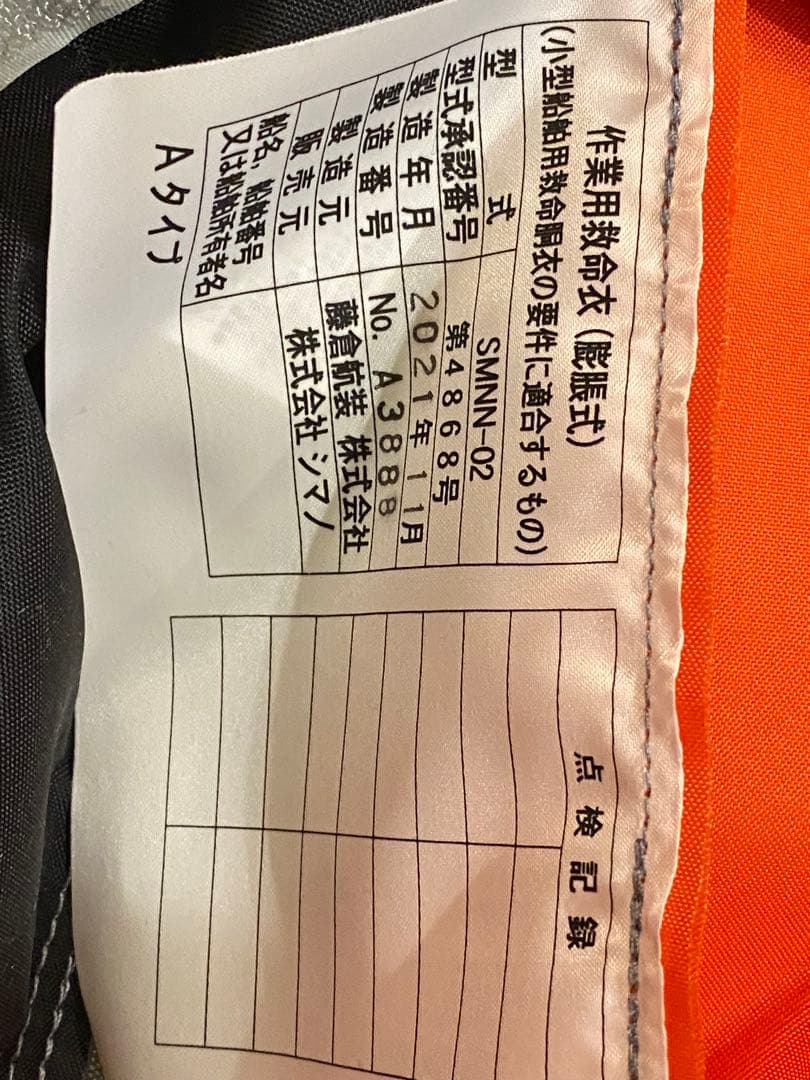 作業用救命衣（膨脹式）
（小型船舶用救命胴衣の要件に適合するもの）
型式 SMNN-02
型式承認番号 第4868号
製造年月 2021年11月
製造番号 No. A3888
製造元 藤倉航装 株式会社
販売元 株式会社シマノ
船名、船舶番号
又は船舶所有者名
Aタイプ
点検記録